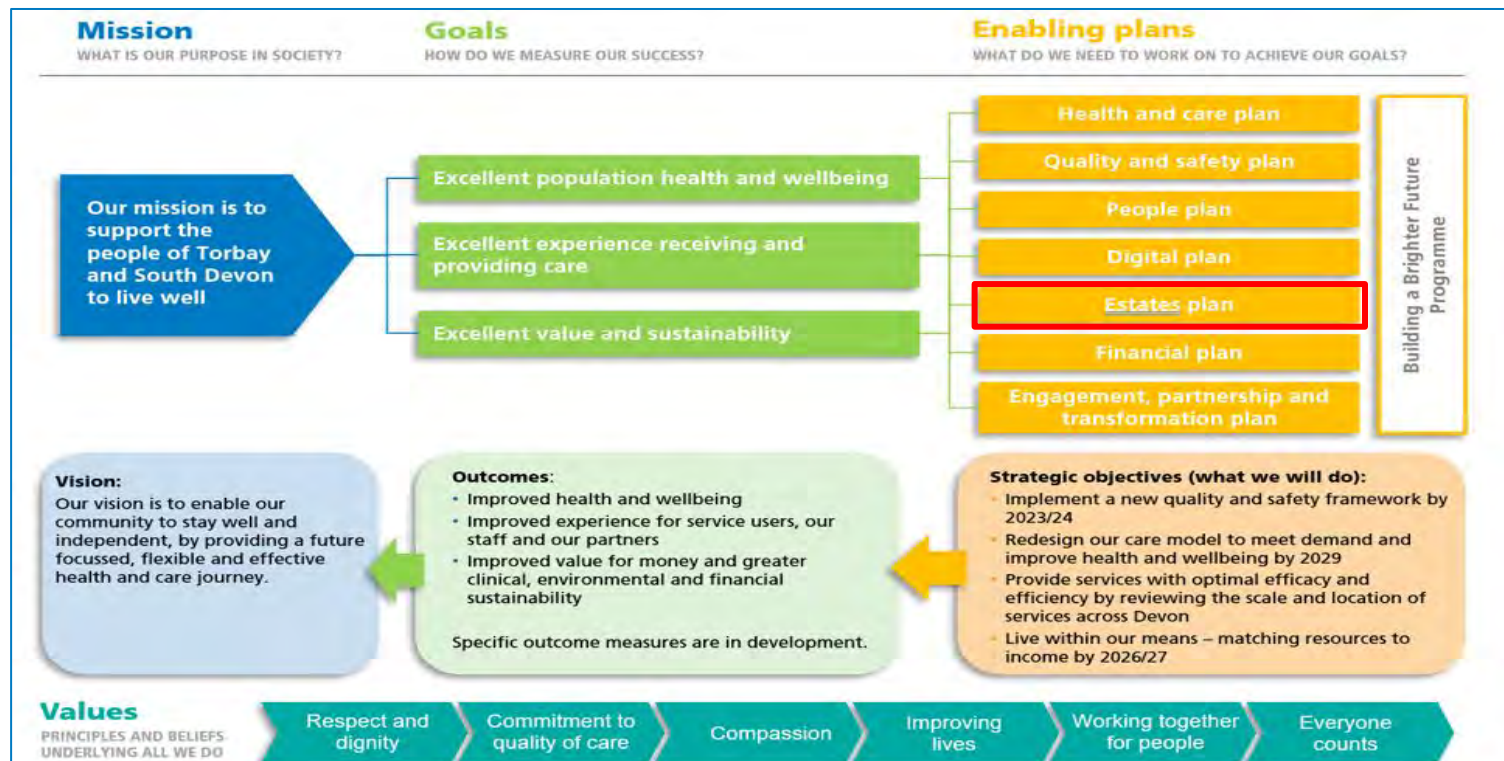 Mission
WHAT IS OUR PURPOSE IN SOCIETY?
Goals
HOW DO WE MEASURE OUR SUCCESS?
Enabling plans
WHAT DO WE NEED TO WORK ON TO ACHIEVE OUR GOALS?
Our mission is to
support the
people of Torbay
and South Devon
to live well
Excellent population health and wellbeing
Excellent experience receiving and
providing care
Excellent value and sustainability
Health and care plan
Quality and safety plan
People plan
Digital plan
Estates plan
Financial plan
Engagement, partnership and
transformation plan
Building a Brighter Future
Programme
Vision:
Our vision is to enable our
community to stay well and
independent, by providing a future
focussed, flexible and effective
health and care journey.
Outcomes:
• Improved health and wellbeing
• Improved experience for service users, our
staff and our partners
• Improved value for money and greater
clinical, environmental and financial
sustainability
Specific outcome measures are in development.
Strategic objectives (what we will do):
• Implement a new quality and safety framework by
2023/24
• Redesign our care model to meet demand and
improve health and wellbeing by 2029
• Provide services with optimal efficacy and
efficiency by reviewing the scale and location of
services across Devon
• Live within our means – matching resources to
income by 2026/27
Values
PRINCIPLES AND BELIEFS
UNDERLYING ALL WE DO
Respect and
dignity
Commitment to
quality of care
Compassion
Improving
lives
Working together
for people
Everyone
counts